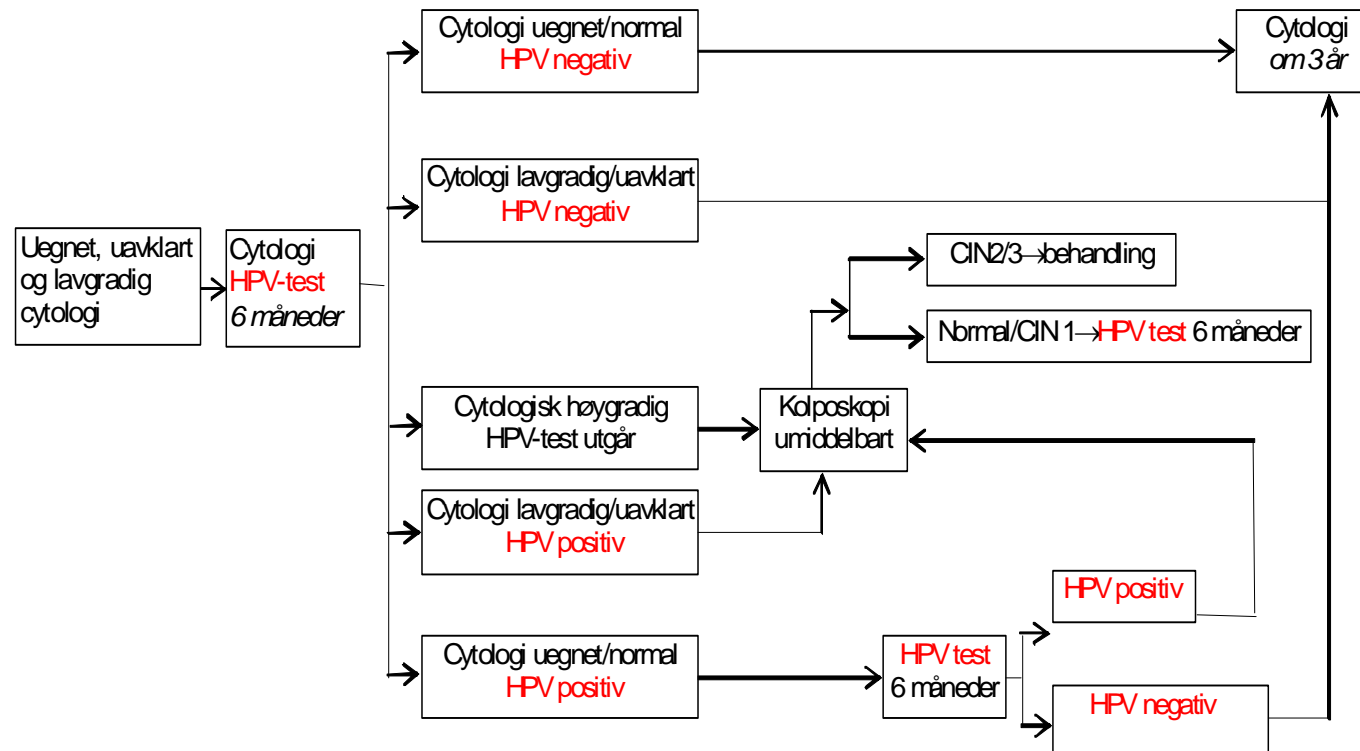 Cytologi uegnet/normal
HPV negativ
Cytologi
om 3 år
Cytologi lavgradig/uavklart
HPV negativ
Uegnet, uavklart
og lavgradig
cytologi
Cytologi
HPV-test
6 måneder
CIN2/3→behandling
Normal/CIN 1→HPV test 6 måneder
Cytologisk høygradig
HPV-test utgår
Kolposkopi
umiddelbart
Cytologi lavgradig/uavklart
HPV positiv
HPV positiv
Cytologi uegnet/normal
HPV positiv
HPV test
6 måneder
HPV negativ